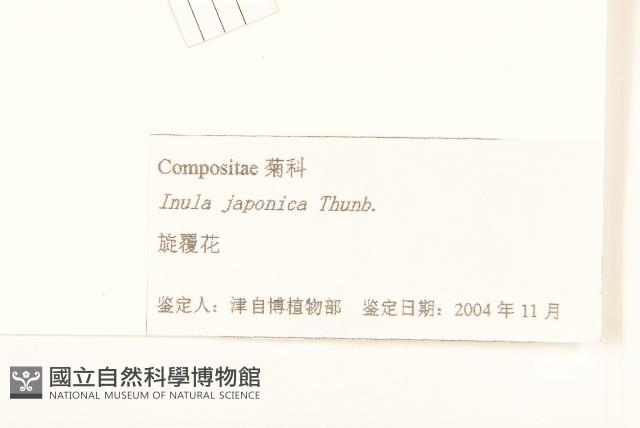 Compositae 菊科
Inula japonica Thunb.
旋覆花
鉴定人：津自博植物部 鉴定日期：2004 年 11 月
國立自然科學博物館
NATIONAL MUSEUM OF NATURAL SCIENCE